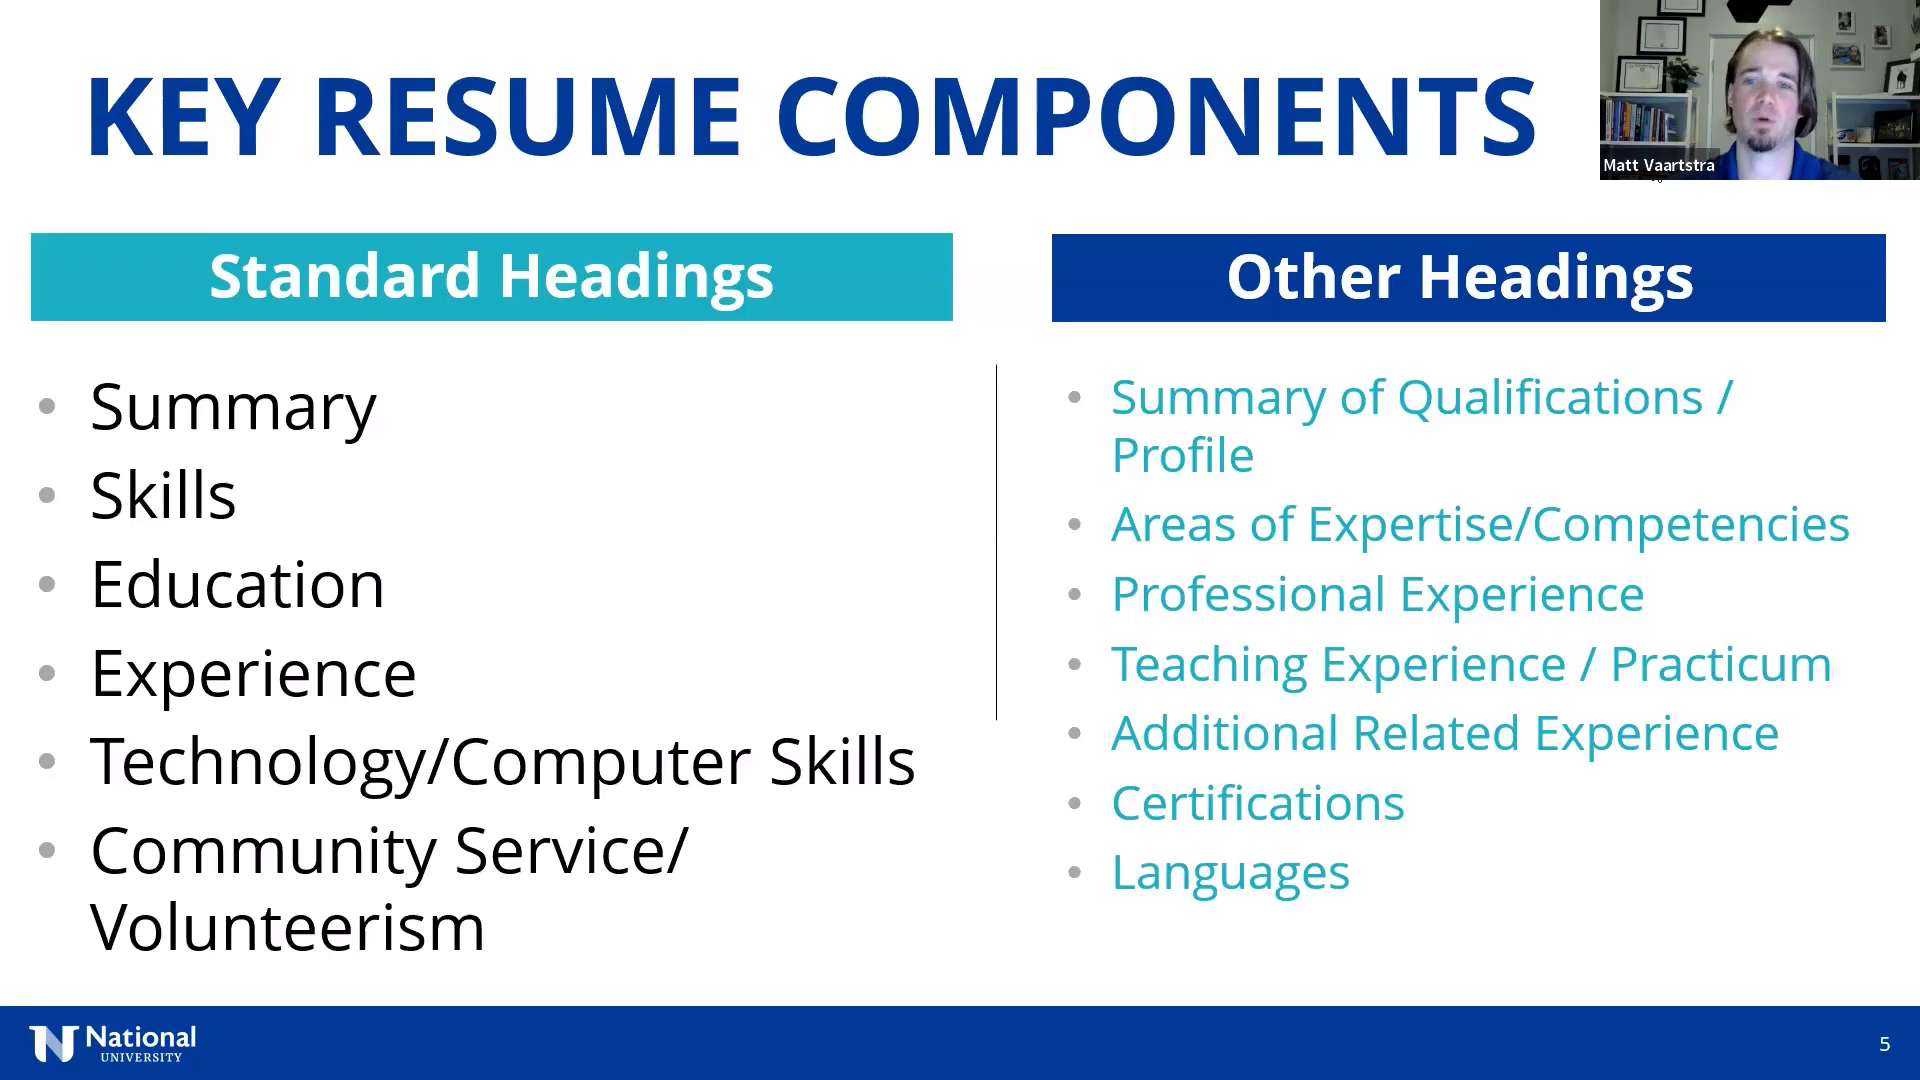 KEY RESUME COMPONENTS
Matt Vaartstra
Standard Headings
• Summary
• Skills
• Education
• Experience
• Technology/Computer Skills
• Community Service/
Volunteerism
Other Headings
• Summary of Qualifications /
Profile
• Areas of Expertise/Competencies
• Professional Experience
• Teaching Experience / Practicum
• Additional Related Experience
• Certifications
• Languages
National
UNIVERSITY
5